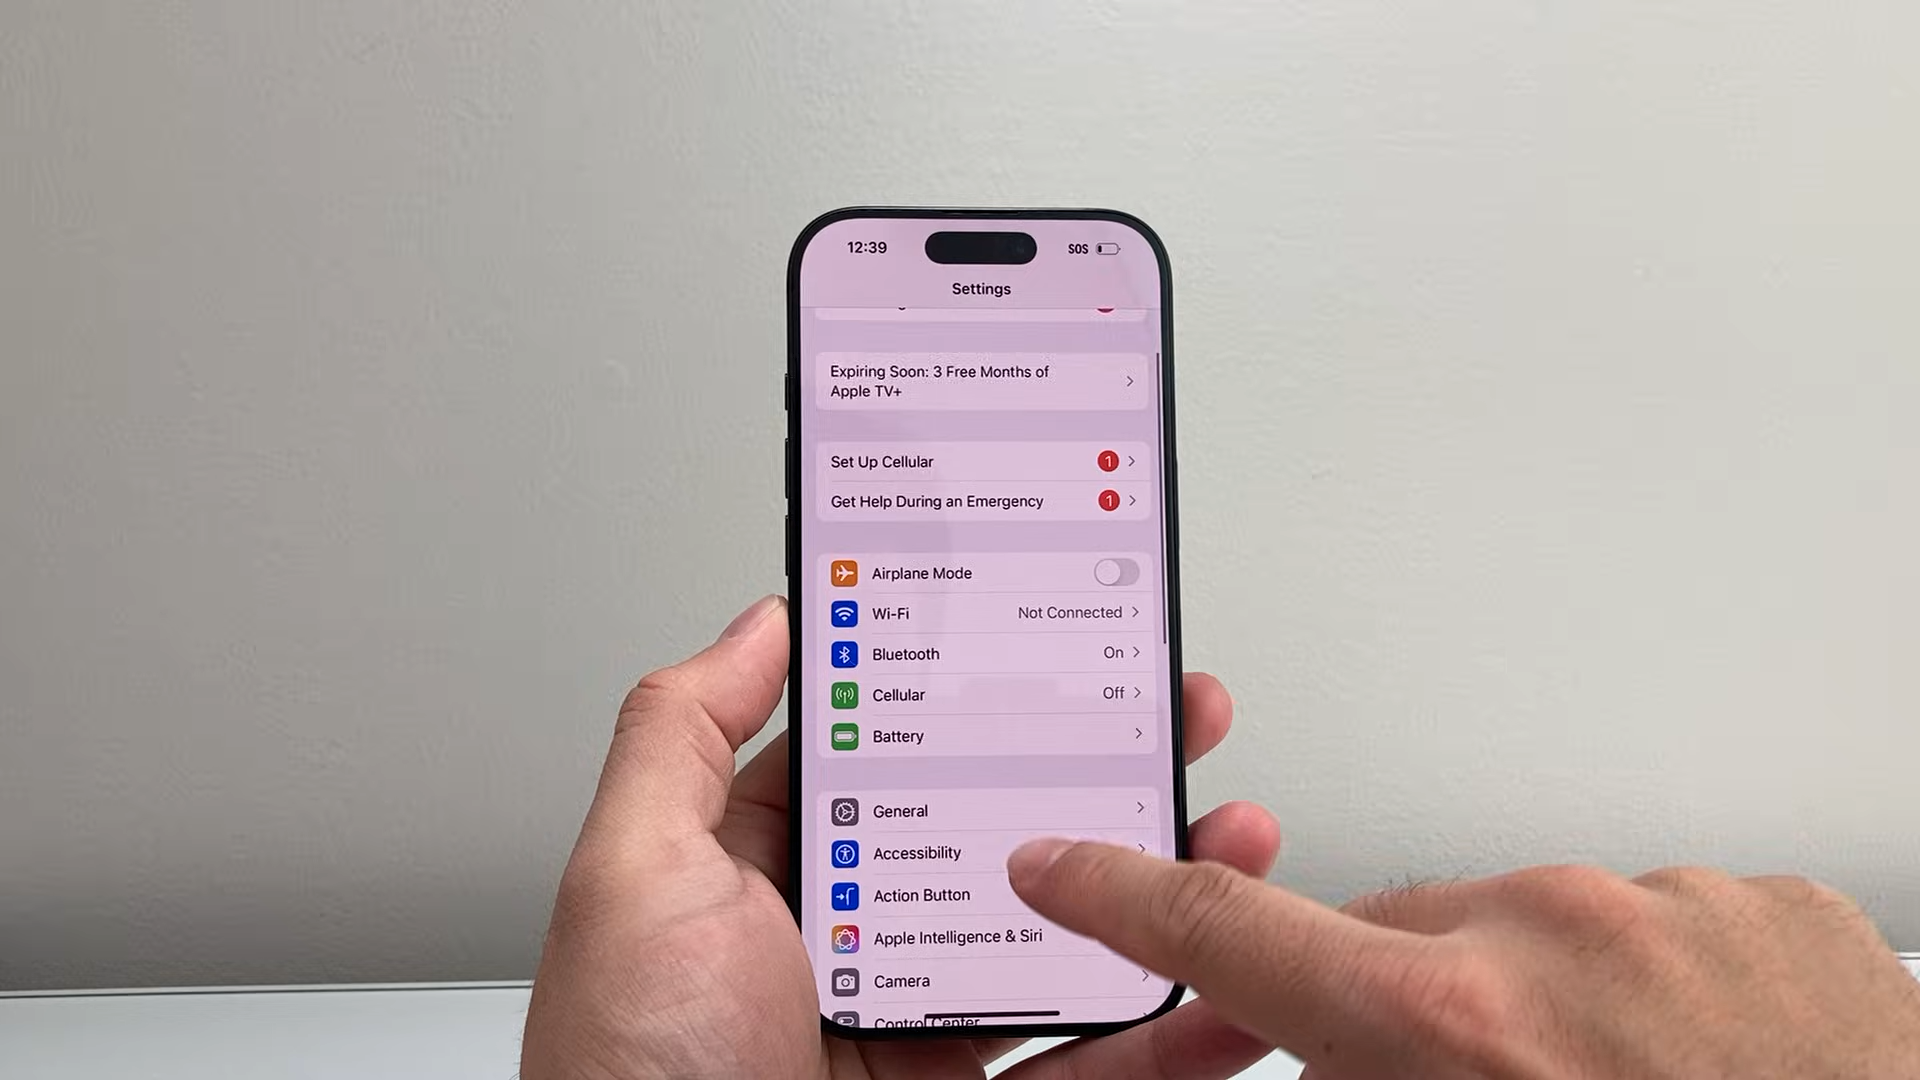 12:39
SOS
Settings
Expiring Soon: 3 Free Months of
Apple TV+
Set Up Cellular 1
Get Help During an Emergency 1
Airplane Mode
Wi-Fi Not Connected
Bluetooth On
Cellular Off
Battery
General
Accessibility
Action Button
Apple Intelligence & Siri
Camera
Control Center